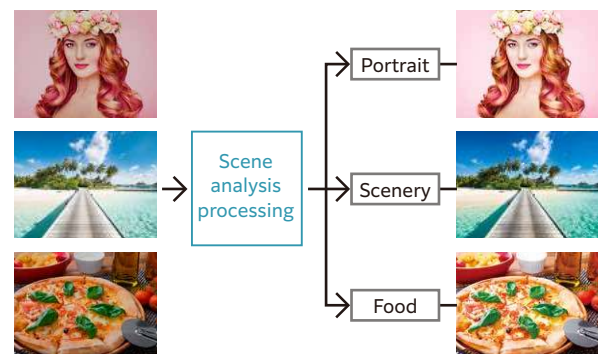 Scene
analysis
processing
Portrait
Scenery
Food